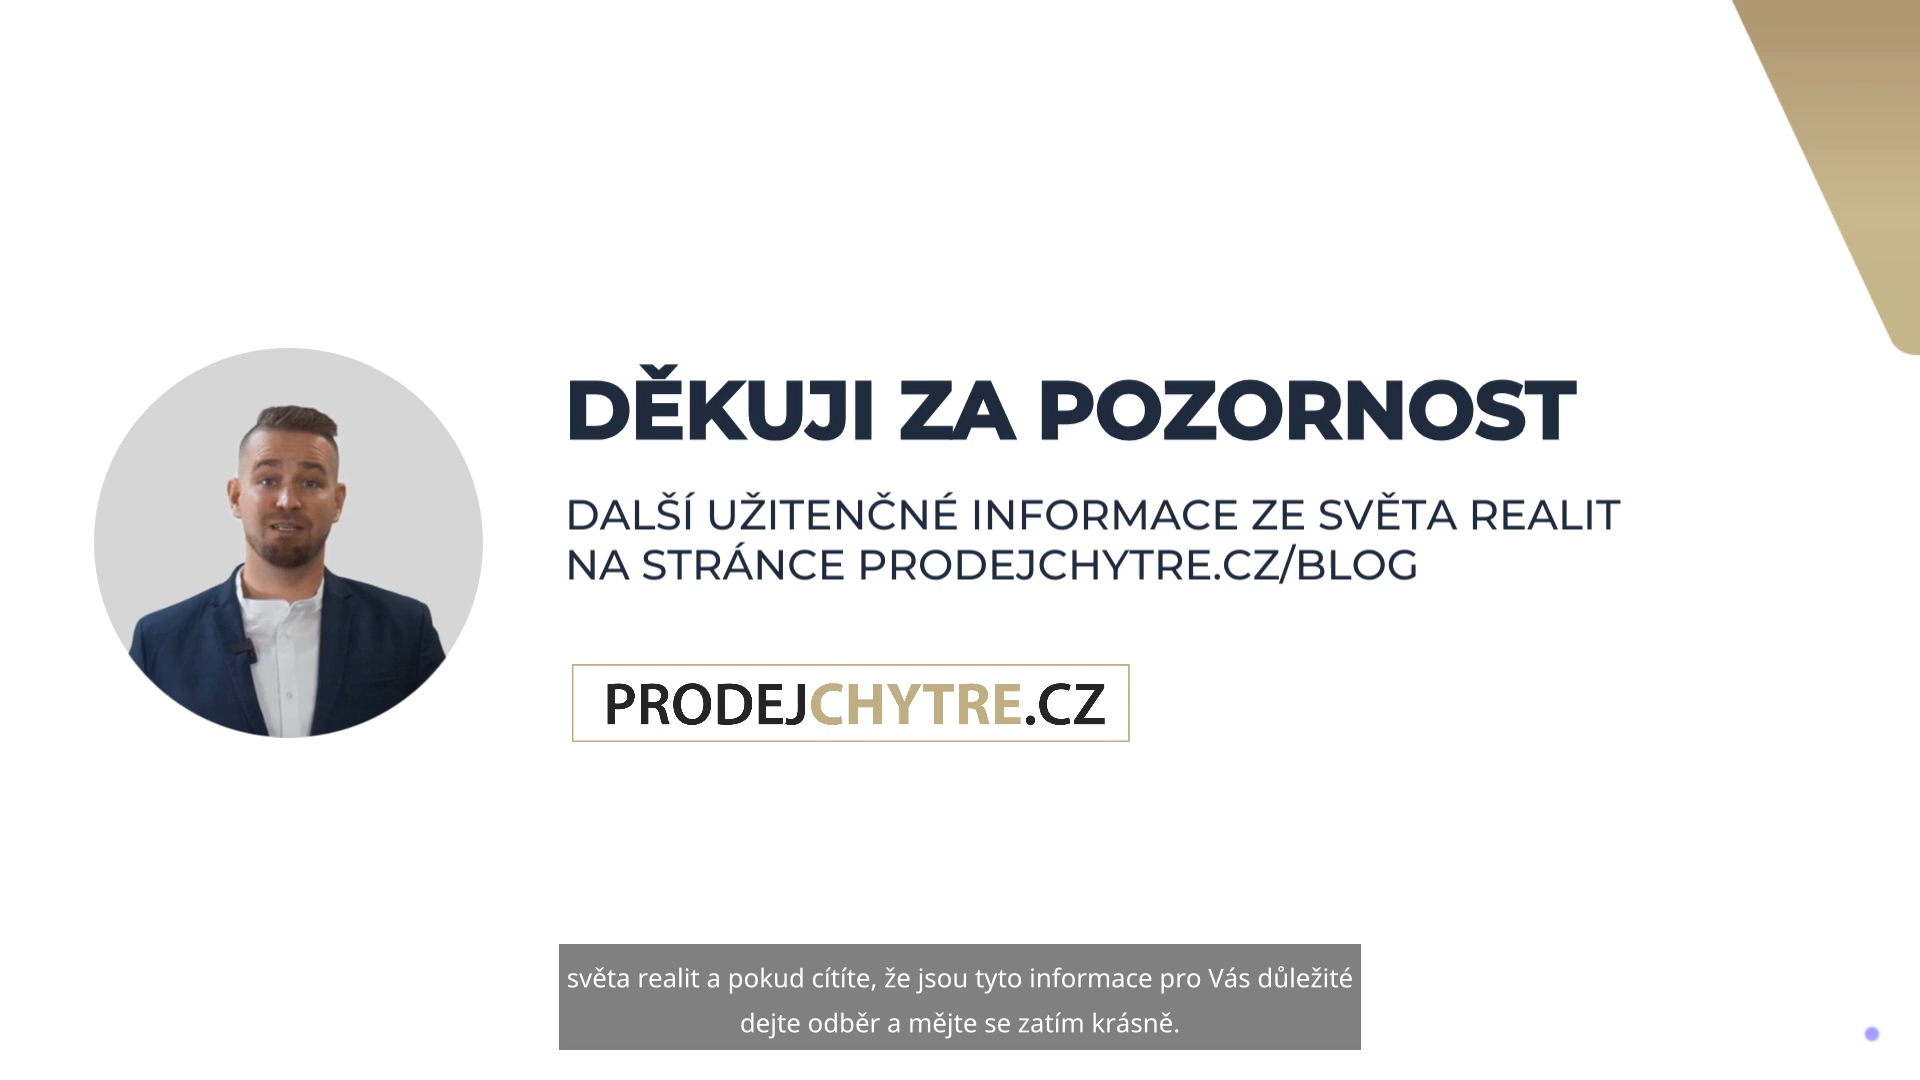 DĚKUJI ZA POZORNOST
DALŠÍ UŽITENČNÉ INFORMACE ZE SVĚTA REALIT
NA STRÁNCE PRODEJCHYTRE.CZ/BLOG
PRODEJCHYTRE.CZ
světa realit a pokud cítíte, že jsou tyto informace pro Vás důležité
dejte odběr a mějte se zatím krásně.